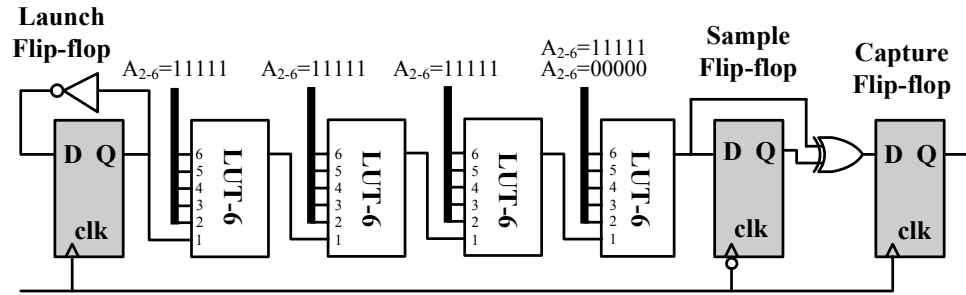 Launch
Flip-flop
A2-6=11111
A2-6=11111
A2-6=11111
A2-6=11111
A2-6=00000
Sample
Flip-flop
Capture
Flip-flop
D Q
clk
6
5
4
3
2
1
LUT-6
6
5
4
3
2
1
LUT-6
6
5
4
3
2
1
LUT-6
6
5
4
3
2
1
LUT-6
D Q
clk
D Q
clk